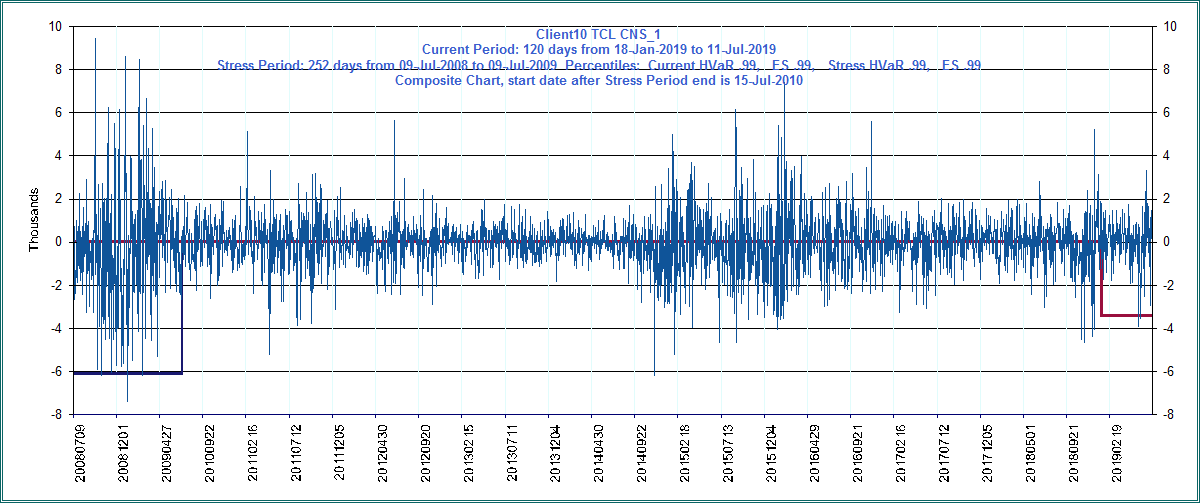 Client10 TCL CNS_1
Current Period: 120 days from 18-Jan-2019 to 11-Jul-2019
Stress Period: 252 days from 09-Jul-2008 to 09-Jul-2009 Percentiles: Current HVaR .99, ES .99, Stress HVaR .99, ES .99
Composite Chart, start date after Stress Period end is 15-Jul-2010
10 10
8 8
6 6
4 4
2 2
0 0
-2 -2
-4 -4
-6 -6
-8 -8
Thousands
20080709 20081201 20090427 20100922 20110216 20110712 20111205 20120430 20120920 20130215 20130711 20131204 20140430 20140922 20150218 20150713 20151204 20160429 20160921 20170216 20170712 20171205 20180501 20180921 20190219